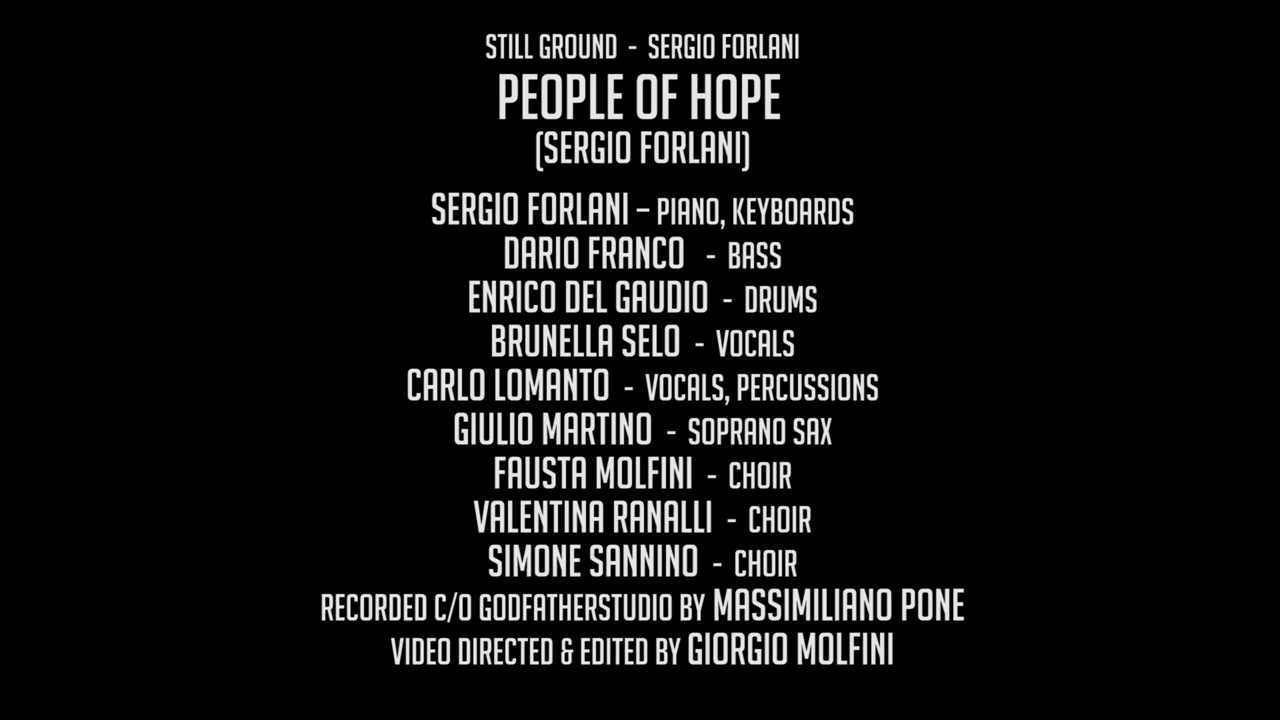 STILL GROUND - SERGIO FORLANI
PEOPLE OF HOPE
(SERGIO FORLANI)
SERGIO FORLANI – PIANO, KEYBOARDS
DARIO FRANCO - BASS
ENRICO DEL GAUDIO - DRUMS
BRUNELLA SELO - VOCALS
CARLO LOMANTO - VOCALS, PERCUSSIONS
GIULIO MARTINO - SOPRANO SAX
FAUSTA MOLFINI - CHOIR
VALENTINA RANALLI - CHOIR
SIMONE SANNINO - CHOIR
RECORDED C/O GODFATHERSTUDIO BY MASSIMILIANO PONE
VIDEO DIRECTED & EDITED BY GIORGIO MOLFINI